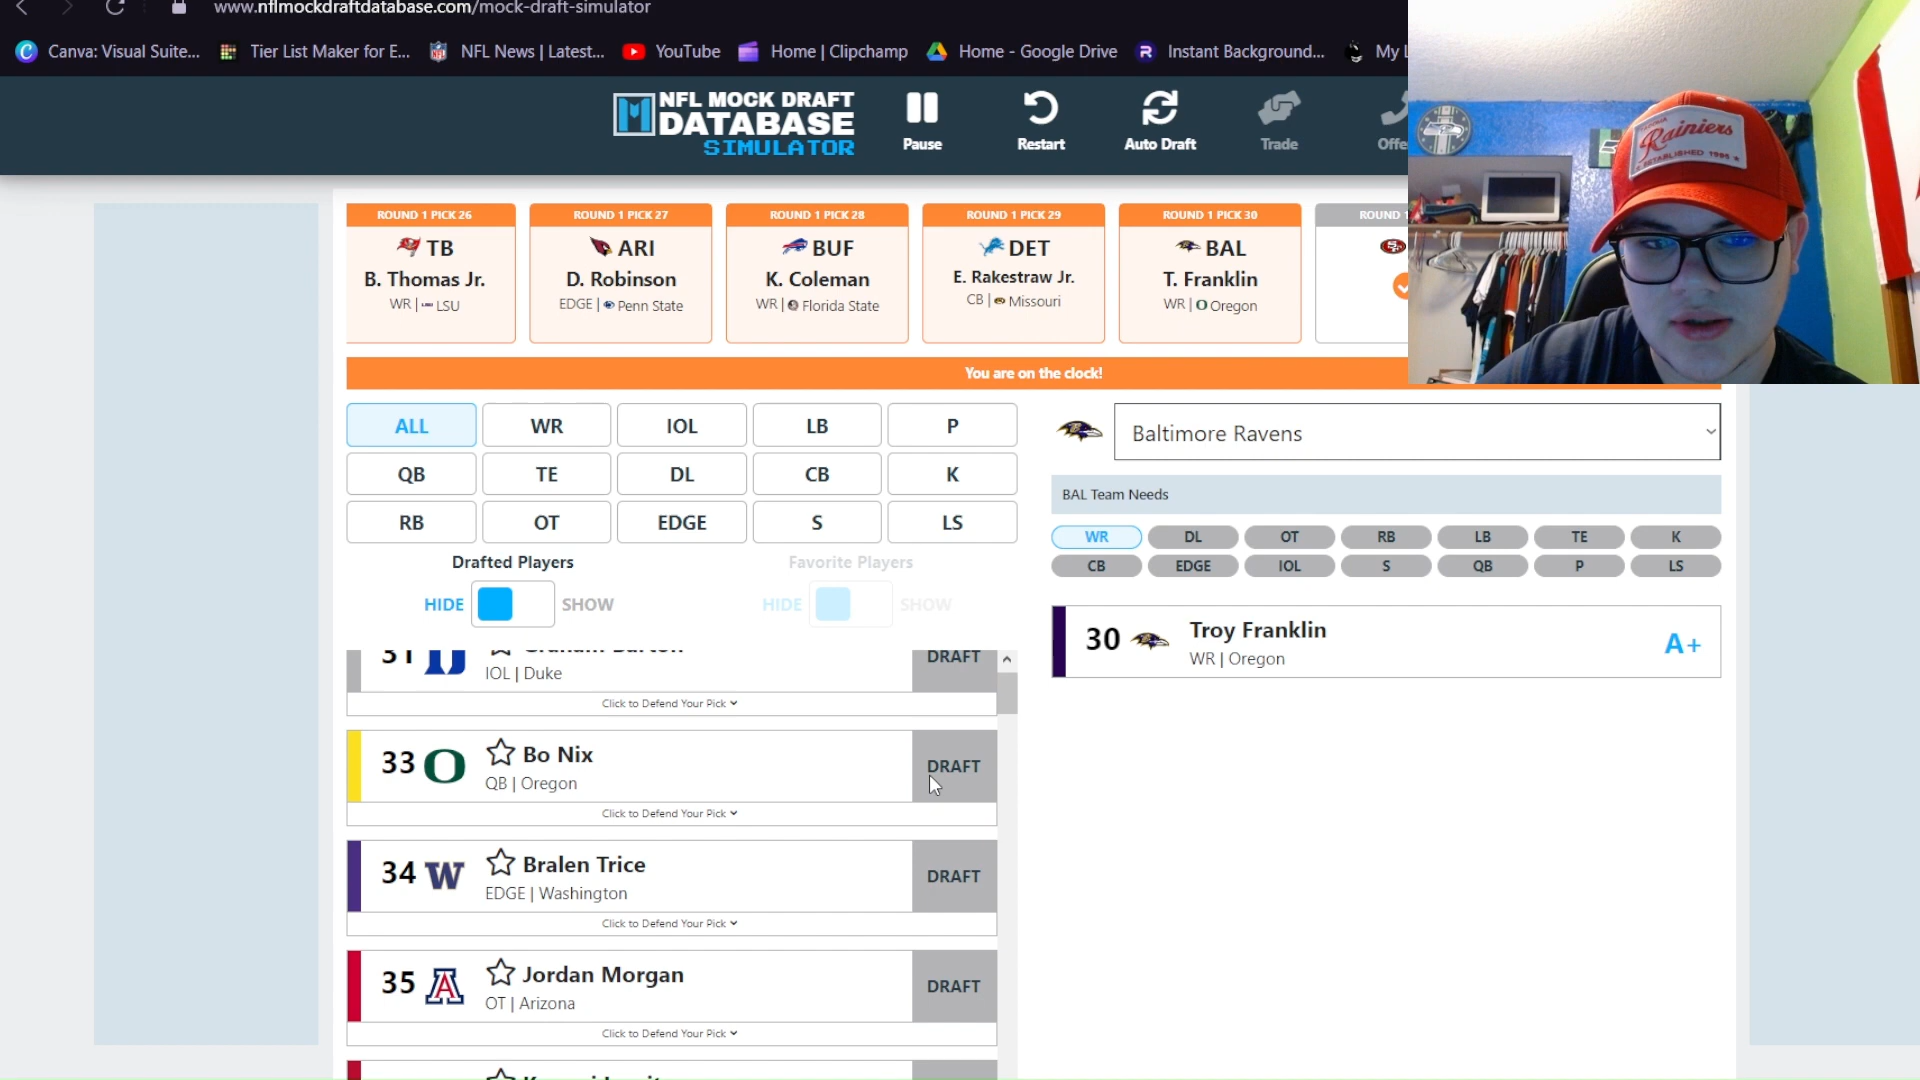 www.nflmockdraftdatabase.com/mock-draft-simulator
Canva: Visual Suite... Tier List Maker for E... NFL News | Latest... YouTube Home | Clipchamp Home - Google Drive Instant Background... My
NFL MOCK DRAFT
DATABASE
SIMULATOR
Pause Restart Auto Draft Trade
Rainiers
ESTABLISHED 1995
ROUND 1 PICK 26
TB
B. Thomas Jr.
WR | LSU
ROUND 1 PICK 27
ARI
D. Robinson
EDGE | Penn State
ROUND 1 PICK 28
BUF
K. Coleman
WR | Florida State
ROUND 1 PICK 29
DET
E. Rakestraw Jr.
CB | Missouri
ROUND 1 PICK 30
BAL
T. Franklin
WR | Oregon
ROUND
You are on the clock!
ALL WR IOL LB P
QB TE DL CB K
RB OT EDGE S LS
Drafted Players
HIDE SHOW
Favorite Players
HIDE SHOW
31
IOL | Duke
DRAFT
Click to Defend Your Pick
33 Bo Nix
QB | Oregon
DRAFT
Click to Defend Your Pick
34 Bralen Trice
EDGE | Washington
DRAFT
Click to Defend Your Pick
35 Jordan Morgan
OT | Arizona
DRAFT
Click to Defend Your Pick
Baltimore Ravens
BAL Team Needs
WR DL OT RB LB TE K
CB EDGE IOL S QB P LS
30 Troy Franklin
WR | Oregon
A+